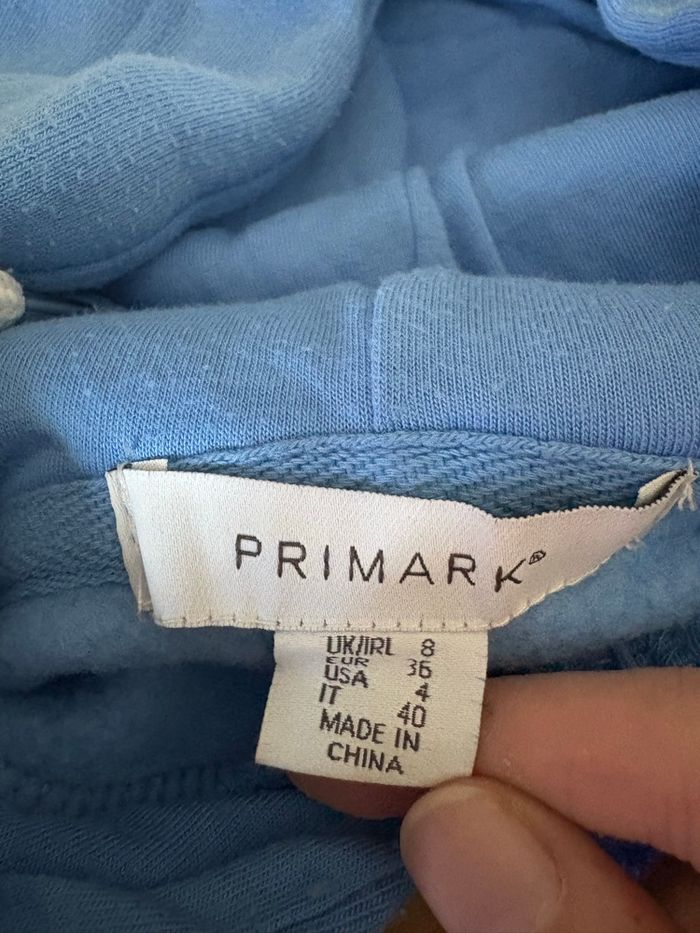 PRIMARK®
UK/IRL 8
EUR 36
USA 4
IT 40
MADE IN
CHINA